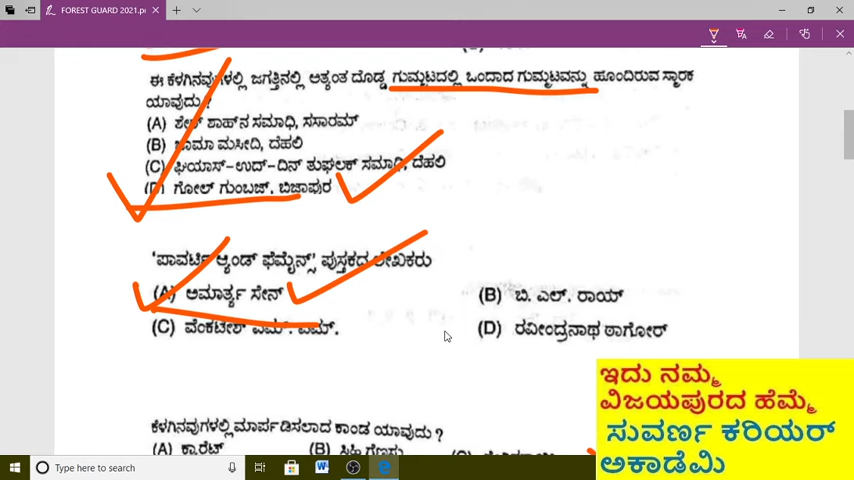 FOREST GUARD 2021.p
ಈ ಕೆಳಗಿನವುಗಳಲ್ಲಿ ಜಗತ್ತಿನಲ್ಲಿ ಅತ್ಯಂತ ದೊಡ್ಡ ಗುಮ್ಮಟದಲ್ಲಿ ಒಂದಾದ ಗುಮ್ಮಟವನ್ನು ಹೊಂದಿರುವ ಸ್ಮಾರಕ
ಯಾವುದು ?
(A) ಶೇರ್ ಶಾಹ್‌ನ ಸಮಾಧಿ, ಸಸಾರಮ್
(B) ಜಾಮಾ ಮಸೀದಿ, ದೆಹಲಿ
(C) ಘಿಯಾಸ್-ಉದ್-ದಿನ್ ತುಘಲಕ್ ಸಮಾಧಿ, ದೆಹಲಿ
(D) ಗೋಲ್ ಗುಂಬಜ್, ಬಿಜಾಪುರ
'ಪಾವರ್ಟಿ ಆ್ಯಂಡ್ ಫೆಮೈನ್ಸ್' ಪುಸ್ತಕದ ಲೇಖಕರು
(A) ಅಮಾರ್ತ್ಯ ಸೇನ್ (B) ಬಿ. ಎಲ್. ರಾಯ್
(C) ವೆಂಕಟೇಶ್ ಎಮ್. ಎಮ್. (D) ರವೀಂದ್ರನಾಥ ಠಾಗೋರ್
ಕೆಳಗಿನವುಗಳಲ್ಲಿ ಮಾರ್ಪಡಿಸಲಾದ ಕಾಂಡ ಯಾವುದು ?
(A) ಕ್ಯಾರೆಟ್ (B) ಸಿಹಿ ಗೆಣಸು
ಇದು ನಮ್ಮ
ವಿಜಯಪುರದ ಹೆಮ್ಮೆ
ಸುವರ್ಣ ಕರಿಯರ್
ಅಕಾಡೆಮಿ
Type here to search